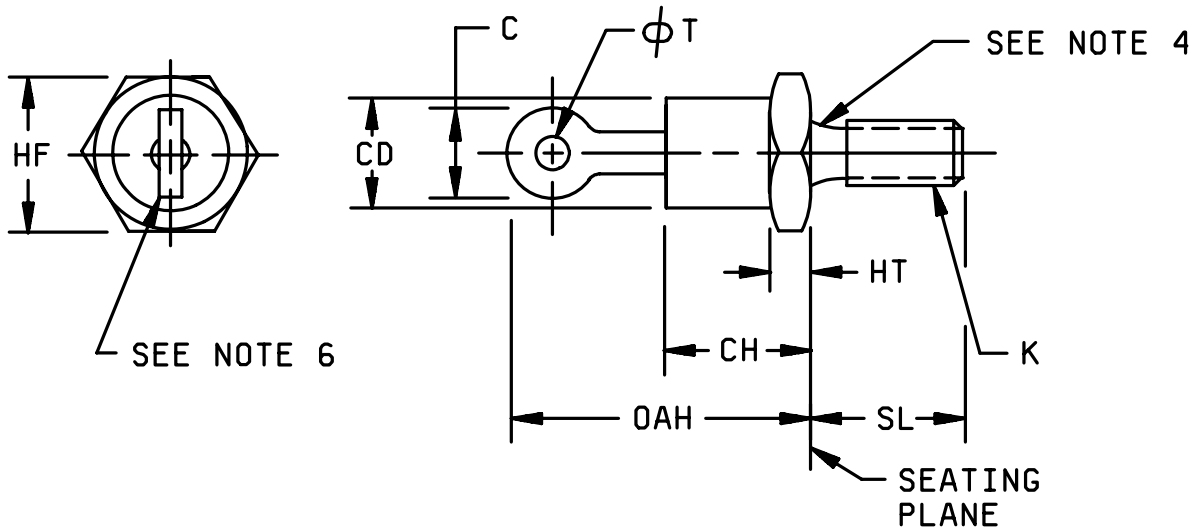 C
ϕT
SEE NOTE 4
HF
CD
HT
SEE NOTE 6
CH
K
OAH
SL
SEATING
PLANE